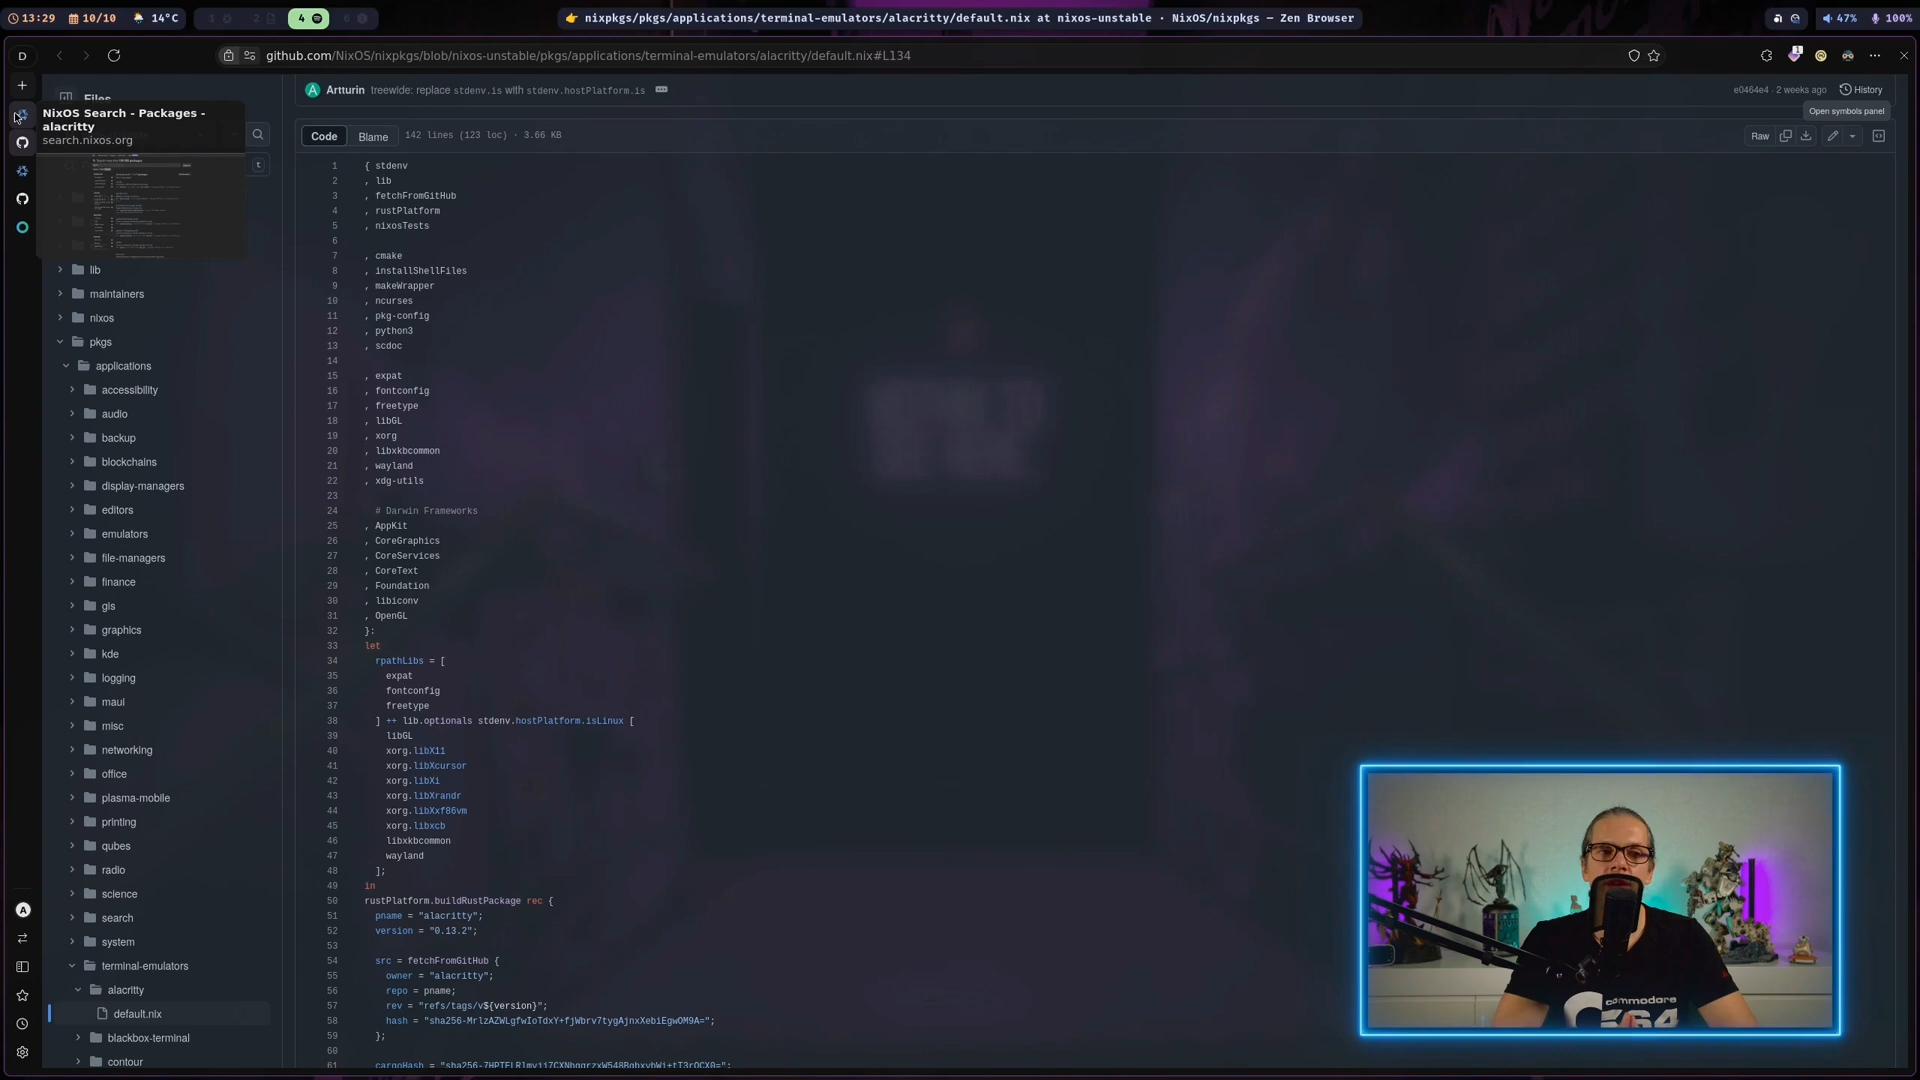 13:29 10/10 14°C 1 2 4 6
👉 nixpkgs/pkgs/applications/terminal-emulators/alacritty/default.nix at nixos-unstable · NixOS/nixpkgs — Zen Browser
47% 100%
D
github.com/NixOS/nixpkgs/blob/nixos-unstable/pkgs/applications/terminal-emulators/alacritty/default.nix#L134
1
Files
NixOS Search - Packages - alacritty
search.nixos.org
t
lib
maintainers
nixos
pkgs
applications
accessibility
audio
backup
blockchains
display-managers
editors
emulators
file-managers
finance
gis
graphics
kde
logging
maui
misc
networking
office
plasma-mobile
printing
qubes
radio
science
search
system
terminal-emulators
alacritty
default.nix
blackbox-terminal
contour
A
Artturin treewide: replace stdenv.is with stdenv.hostPlatform.is
e0464e4 · 2 weeks ago History
Open symbols panel
Code Blame 142 lines (123 loc) · 3.66 KB
Raw
1 { stdenv
2 , lib
3 , fetchFromGitHub
4 , rustPlatform
5 , nixosTests
6
7 , cmake
8 , installShellFiles
9 , makeWrapper
10 , ncurses
11 , pkg-config
12 , python3
13 , scdoc
14
15 , expat
16 , fontconfig
17 , freetype
18 , libGL
19 , xorg
20 , libxkbcommon
21 , wayland
22 , xdg-utils
23
24 # Darwin Frameworks
25 , AppKit
26 , CoreGraphics
27 , CoreServices
28 , CoreText
29 , Foundation
30 , libiconv
31 , OpenGL
32 }:
33 let
34 rpathLibs = [
35 expat
36 fontconfig
37 freetype
38 ] ++ lib.optionals stdenv.hostPlatform.isLinux [
39 libGL
40 xorg.libX11
41 xorg.libXcursor
42 xorg.libXi
43 xorg.libXrandr
44 xorg.libXxf86vm
45 xorg.libxcb
46 libxkbcommon
47 wayland
48 ];
49 in
50 rustPlatform.buildRustPackage rec {
51 pname = "alacritty";
52 version = "0.13.2";
53
54 src = fetchFromGitHub {
55 owner = "alacritty";
56 repo = pname;
57 rev = "refs/tags/v${version}";
58 hash = "sha256-MrlzAZWLgfwIoTdxY+fjWbrv7tygAjnxXebiEgwOM9A=";
59 };
60
61
commodore
C64